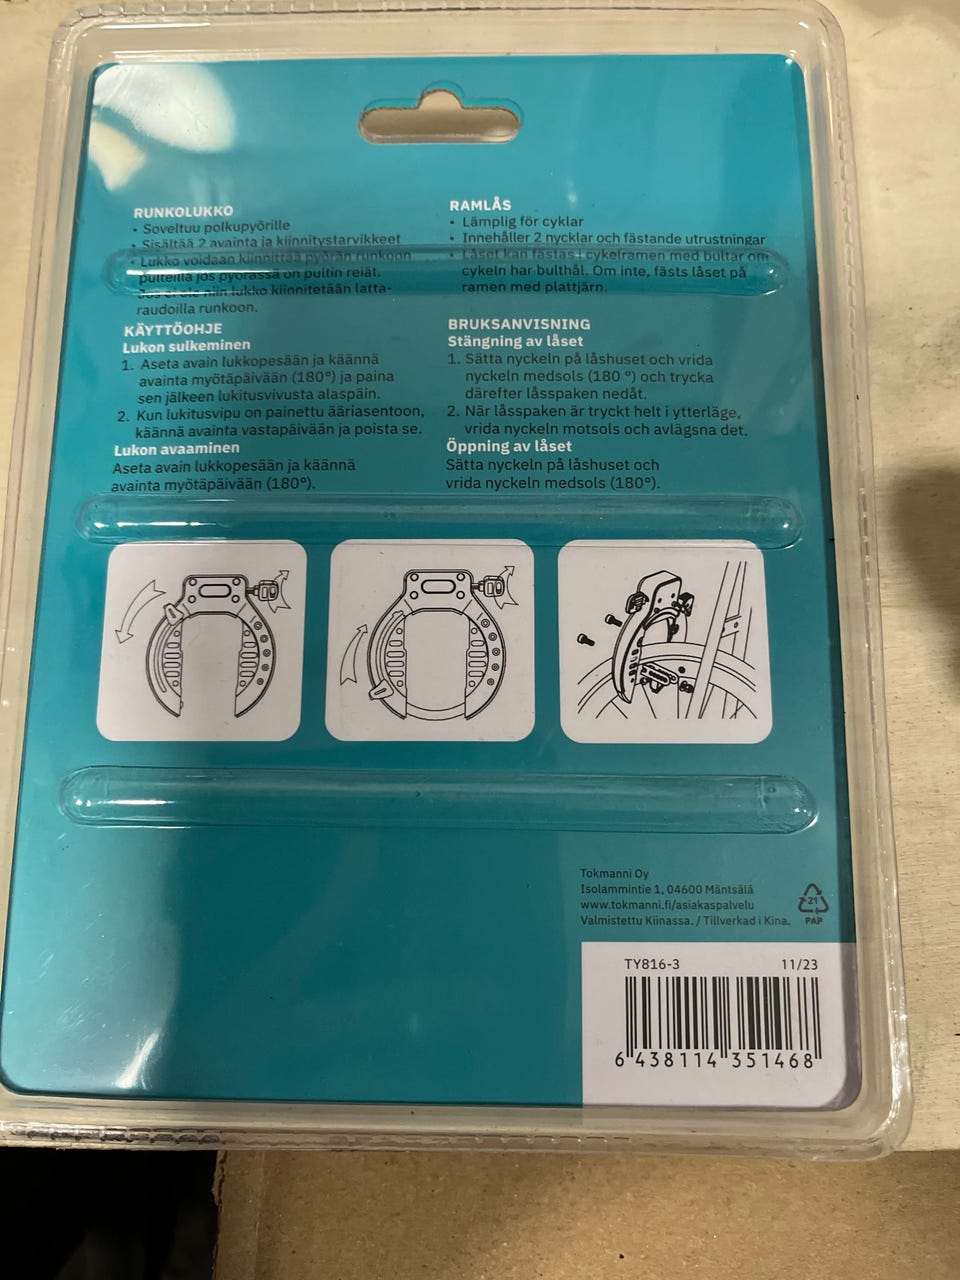 RUNKOLUKKO
• Soveltuu polkupyörille
• Sisältää 2 avainta ja kiinnitystarvikkeet
• Lukko voidaan kiinnittää pyörän runkoon
pulteilla jos pyörässä on pultin reiät.
Jos ei ole niin lukko kiinnitetään latta-
raudoilla runkoon.
KÄYTTÖOHJE
Lukon sulkeminen
1. Aseta avain lukkopesään ja käännä
avainta myötäpäivään (180°) ja paina
sen jälkeen lukitusvivusta alaspäin.
2. Kun lukitusvipu on painettu ääriasentoon,
käännä avainta vastapäivään ja poista se.
Lukon avaaminen
Aseta avain lukkopesään ja käännä
avainta myötäpäivään (180°).
RAMLÅS
• Lämplig för cyklar
• Innehåller 2 nycklar och fästande utrustningar
• Låset kan fästas i cykelramen med bultar om
cykeln har bulthål. Om inte, fästs låset på
ramen med plattjärn.
BRUKSANVISNING
Stängning av låset
1. Sätta nyckeln på låshuset och vrida
nyckeln medsols (180 °) och trycka
därefter låsspaken nedåt.
2. När låsspaken är tryckt helt i ytterläge,
vrida nyckeln motsols och avlägsna det.
Öppning av låset
Sätta nyckeln på låshuset och
vrida nyckeln medsols (180°).
Tokmanni Oy
Isolammintie 1, 04600 Mäntsälä
www.tokmanni.fi/asiakaspalvelu
Valmistettu Kiinassa. / Tillverkad i Kina.
21
PAP
TY816-3 11/23
6 438114 351468